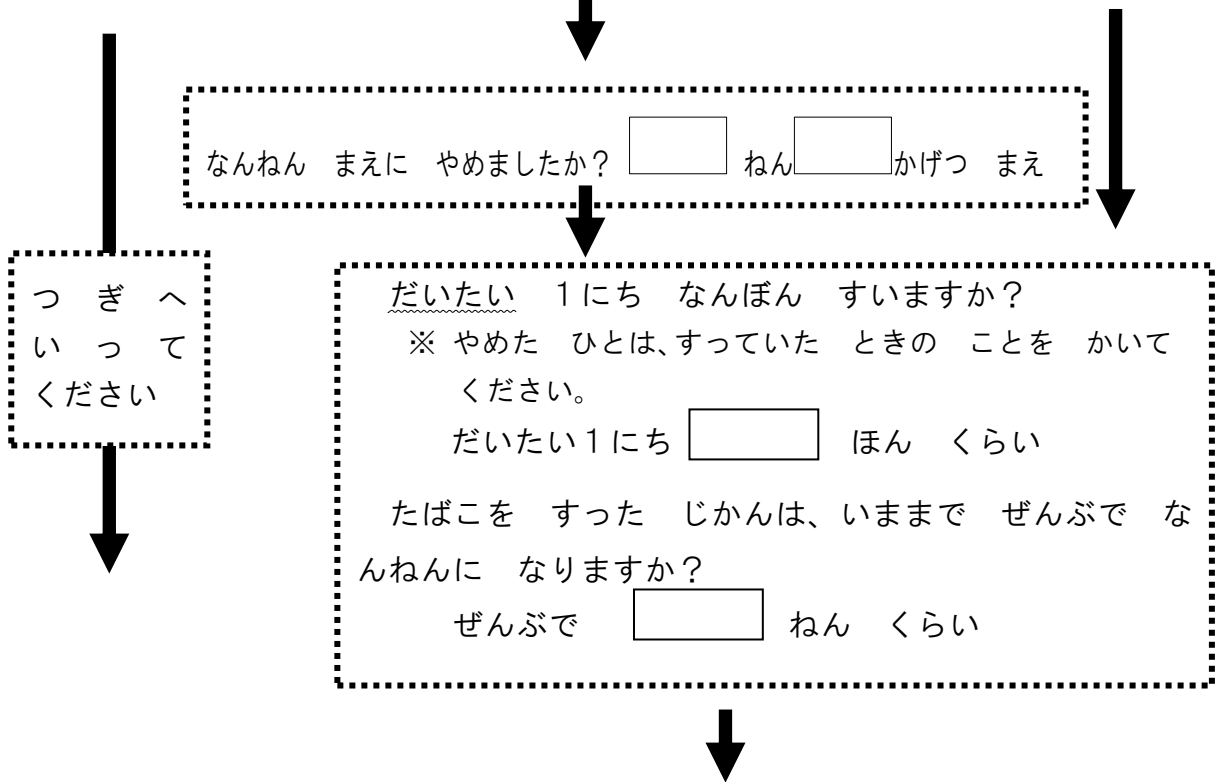 なんねん　まえに　やめましたか？　ねん　かげつ　まえ
つ　ぎ　へ
い　っ　て
ください
だいたい　１にち　なんぼん　すいますか？
※ やめた　ひとは、すっていた　ときの　ことを　かいて
ください。
だいたい１にち　ほん　くらい
たばこを　すった　じかんは、いままで　ぜんぶで　な
んねんに　なりますか？
ぜんぶで　ねん　くらい